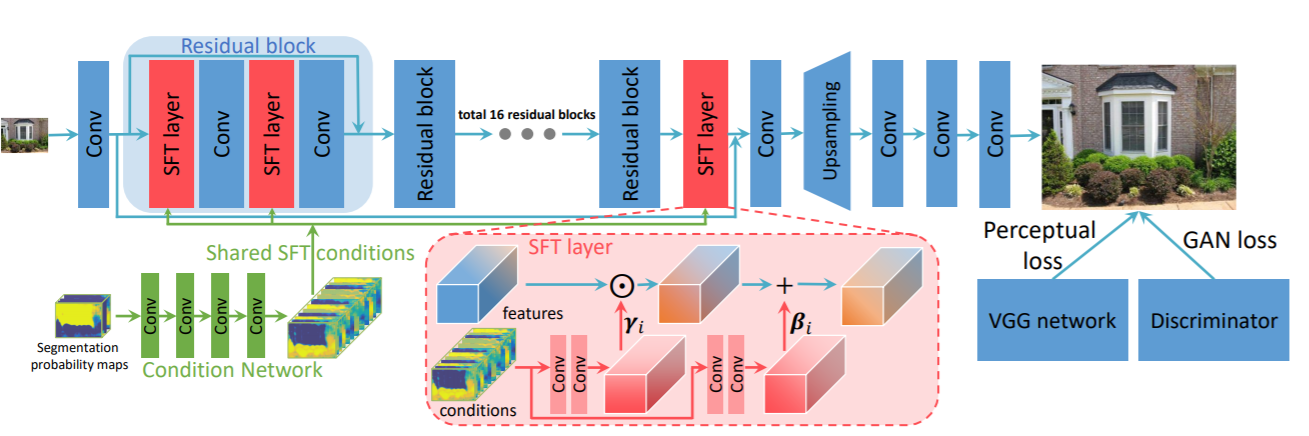 Residual block
Conv
SFT layer
Conv
SFT layer
Conv
Residual block
total 16 residual blocks
Residual block
SFT layer
Conv
Upsampling
Conv
Conv
Conv
Shared SFT conditions
Conv
Conv
Conv
Conv
Segmentation
probability maps
Condition Network
SFT layer
features
γi
βi
Conv
Conv
Conv
Conv
conditions
Perceptual
loss
GAN loss
VGG network
Discriminator